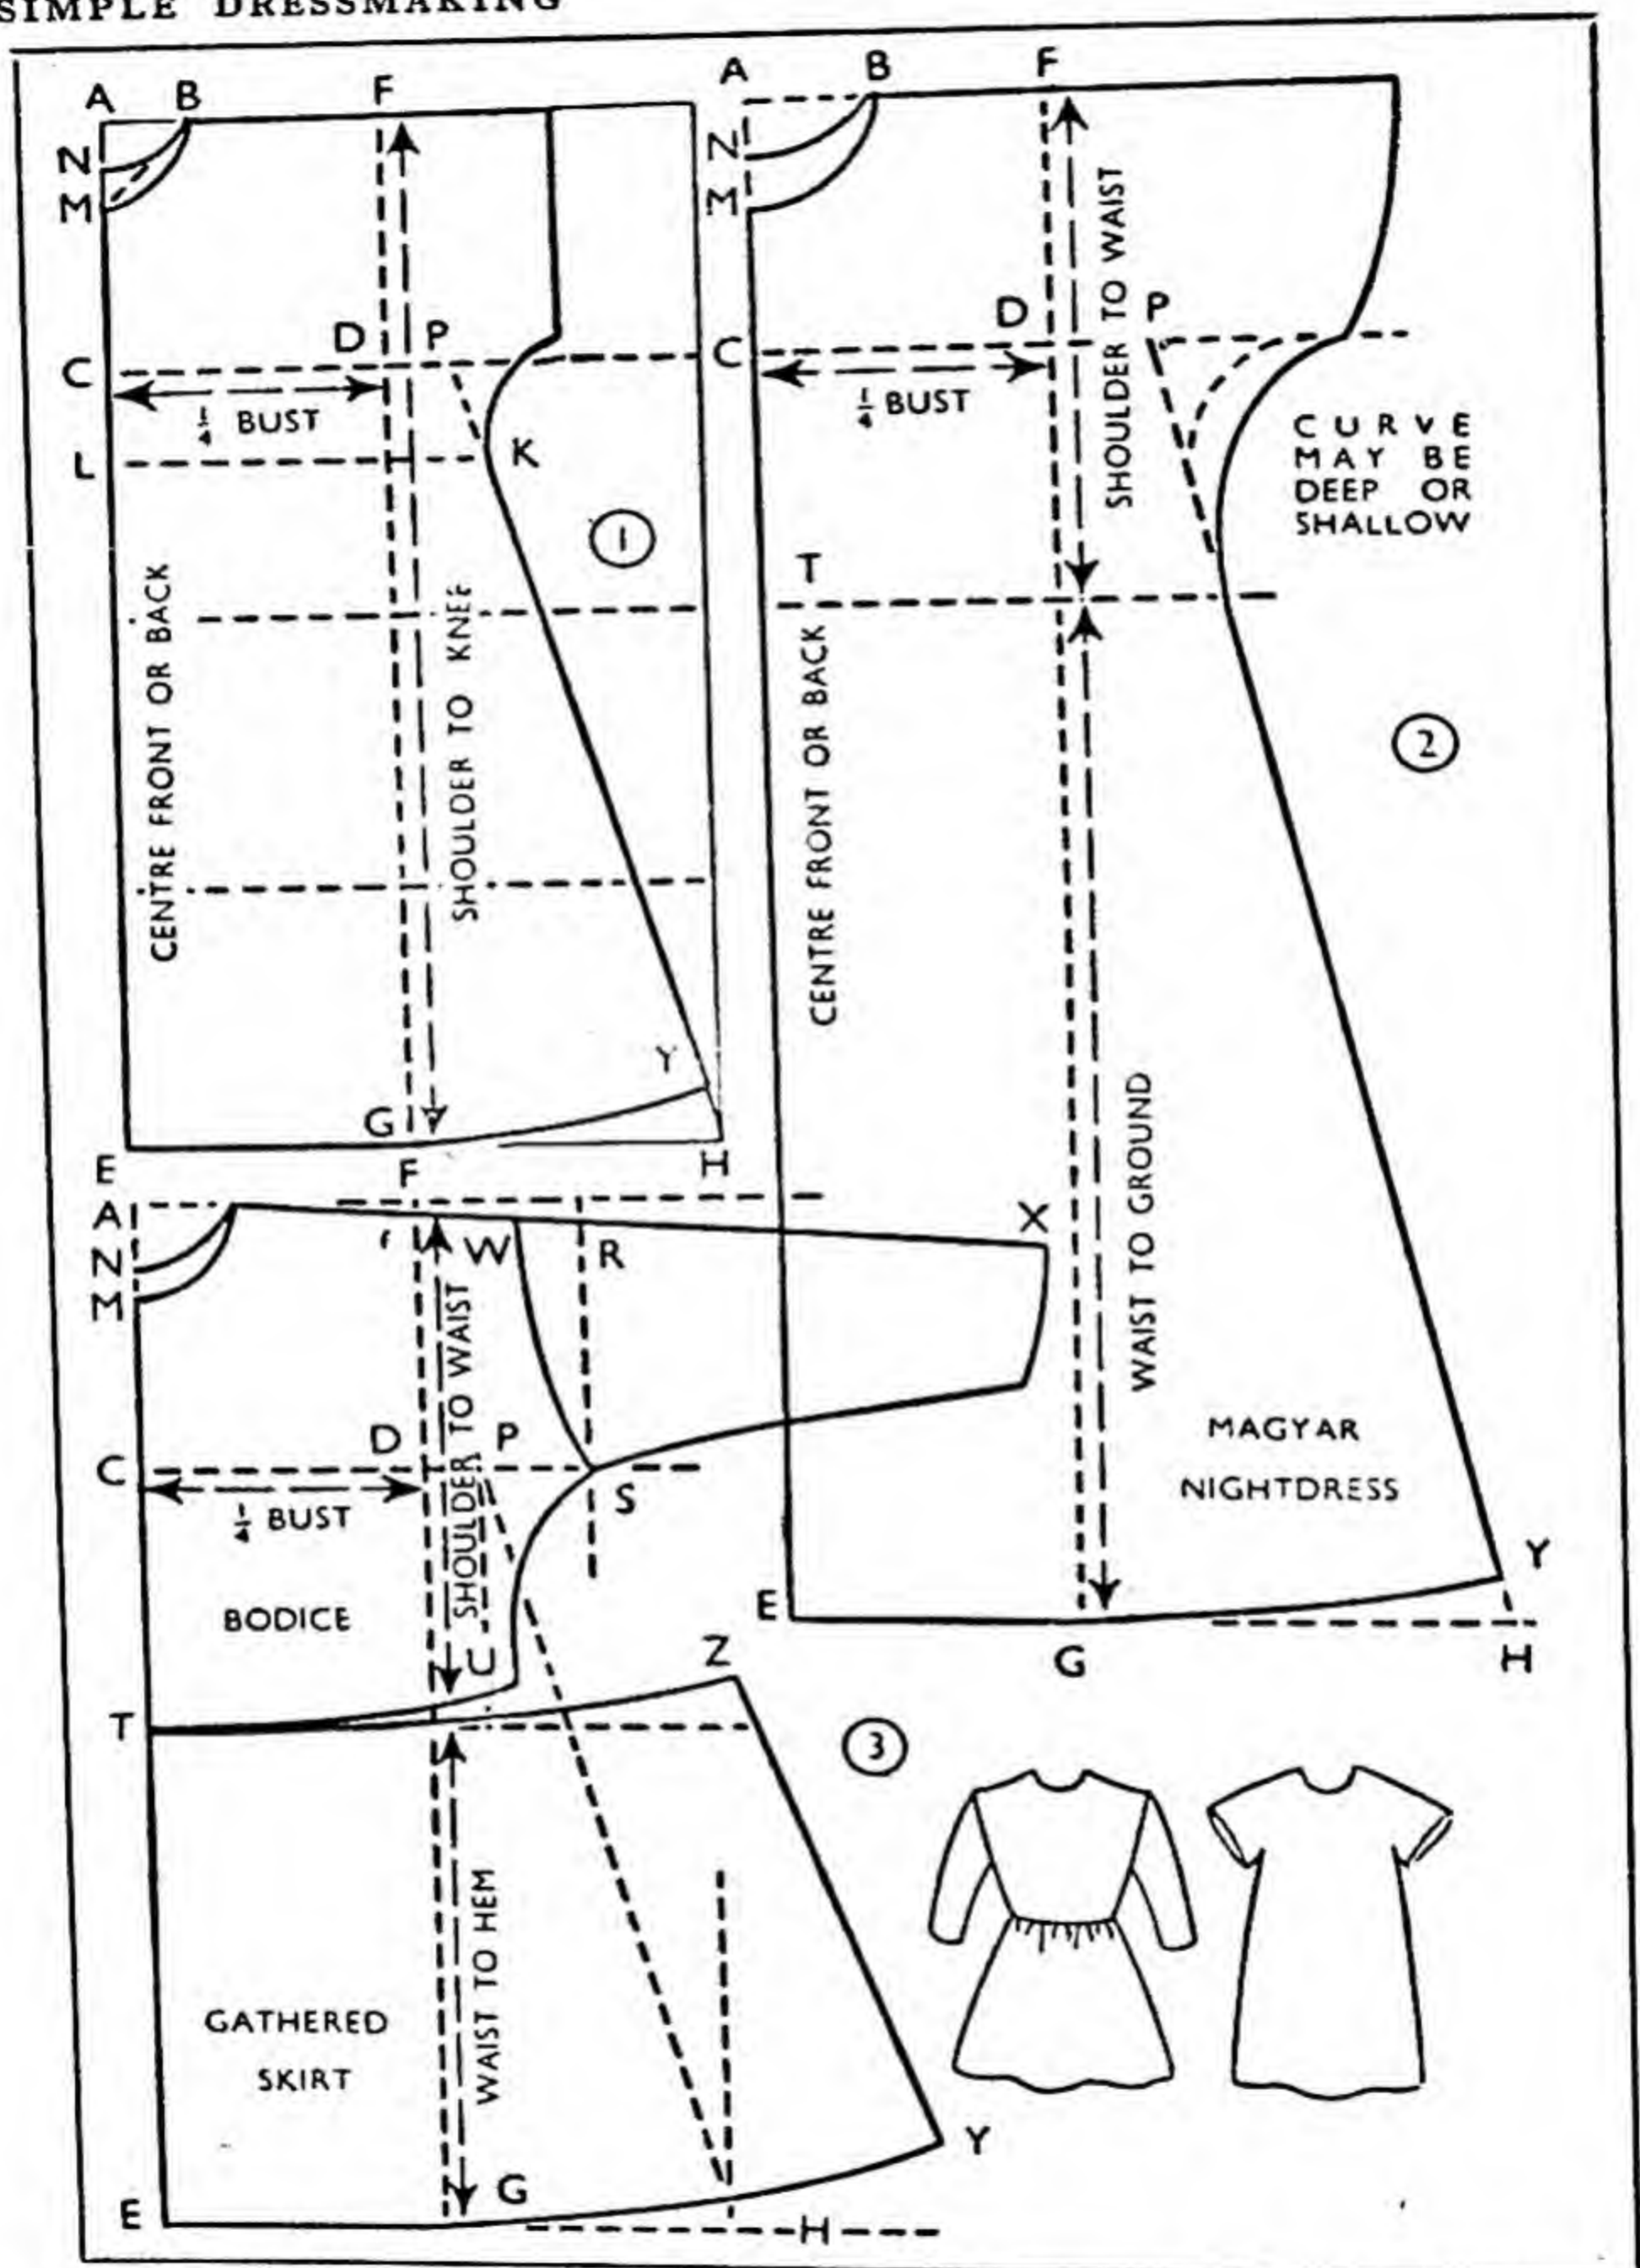 SIMPLE DRESSMAKING
A B F
N
M
D P
C
¼ BUST
L K
1
CENTRE FRONT OR BACK
SHOULDER TO KNEE
Y
G
E H
A B F
N
M
SHOULDER TO WAIST
D P
C
¼ BUST
CURVE
MAY BE
DEEP OR
SHALLOW
T
CENTRE FRONT OR BACK
2
WAIST TO GROUND
MAGYAR
NIGHTDRESS
Y
E
G H
F
A
N W R X
M
SHOULDER TO WAIST
D P
C
¼ BUST S
BODICE
U
Z
T
3
WAIST TO HEM
GATHERED
SKIRT
Y
G
E
H